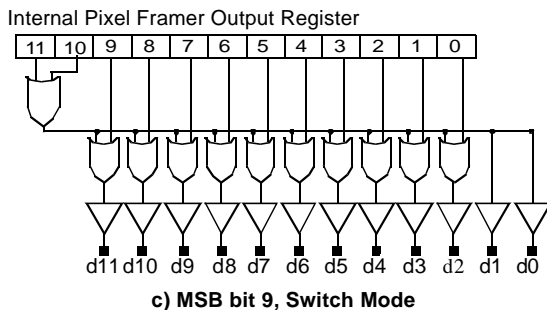 Internal Pixel Framer Output Register
11 10 9 8 7 6 5 4 3 2 1 0
d11 d10 d9 d8 d7 d6 d5 d4 d3 d2 d1 d0
c) MSB bit 9, Switch Mode